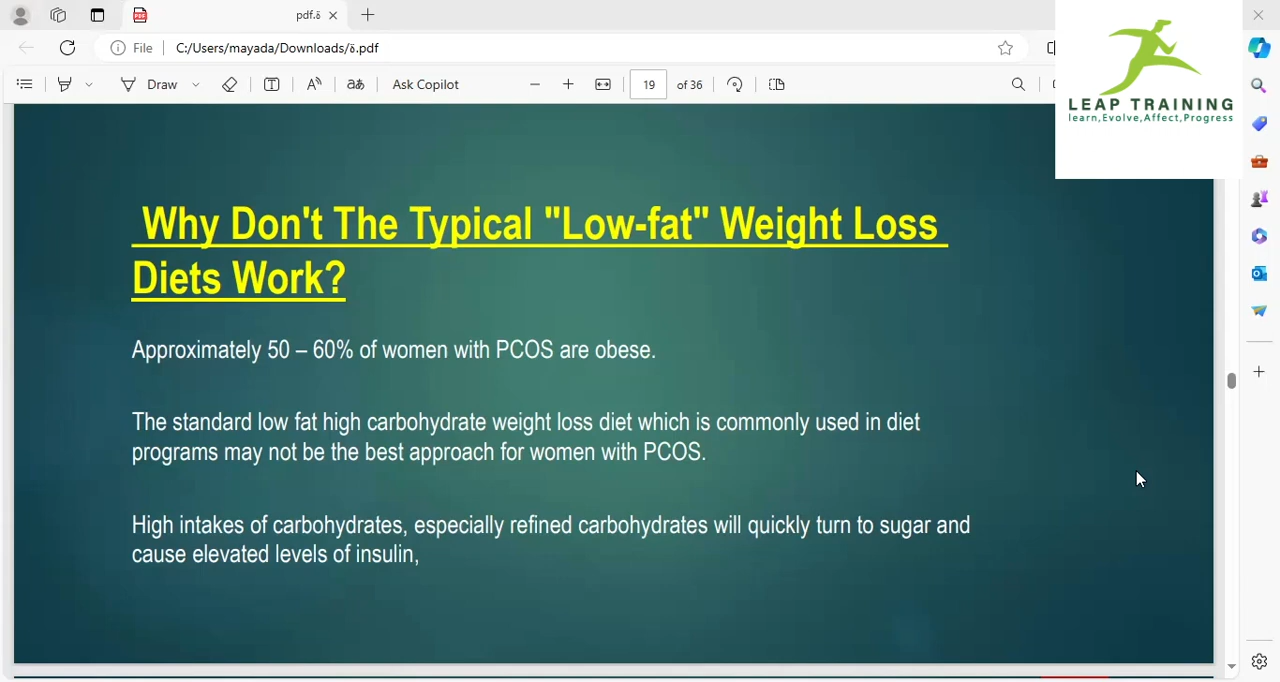 pdf.ة
File
C:/Users/mayada/Downloads/ة.pdf
Draw
Ask Copilot
19
of 36
LEAP TRAINING
learn,Evolve,Affect,Progress
Why Don't The Typical "Low-fat" Weight Loss
Diets Work?
Approximately 50 – 60% of women with PCOS are obese.
The standard low fat high carbohydrate weight loss diet which is commonly used in diet
programs may not be the best approach for women with PCOS.
High intakes of carbohydrates, especially refined carbohydrates will quickly turn to sugar and
cause elevated levels of insulin,